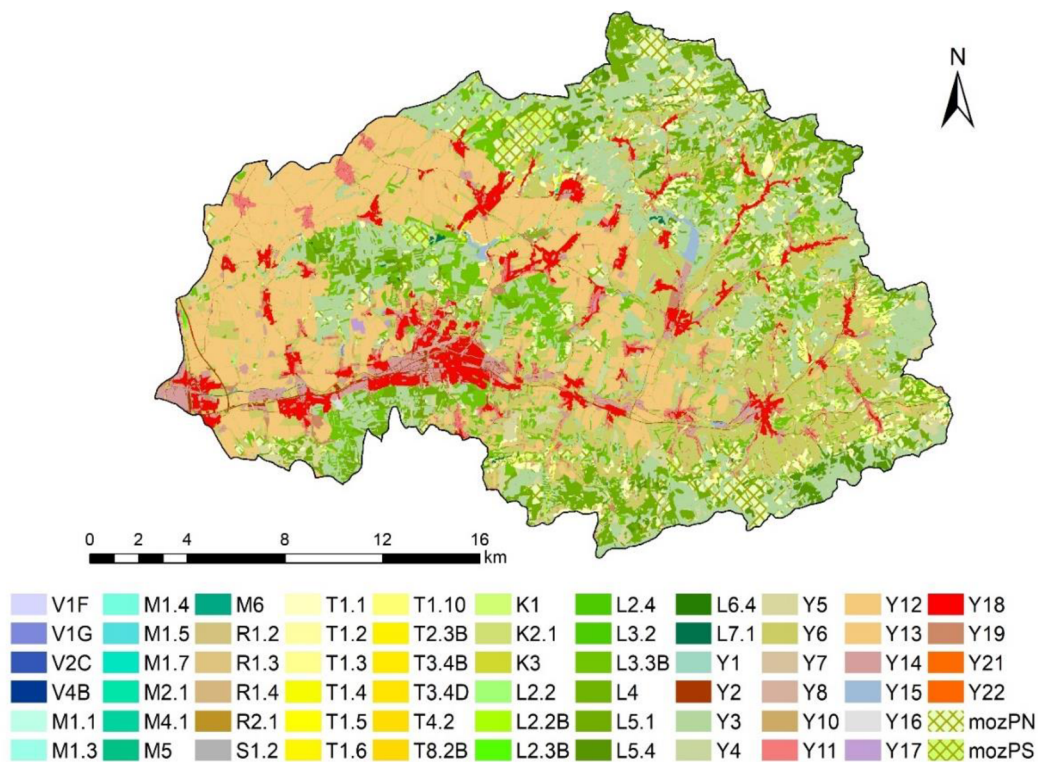 N
0 4 8 12 16
km
V1F M1.4 M6 T1.1 T1.10 K1 L2.4 L6.4 Y5 Y12 Y18
V1G M1.5 R1.2 T1.2 T2.3B K2.1 L3.2 L7.1 Y6 Y13 Y19
V2C M1.7 R1.3 T1.3 T3.4B K3 L3.3B Y1 Y7 Y14 Y21
V4B M2.1 R1.4 T1.4 T3.4D L2.2 L4 Y2 Y8 Y15 Y22
M1.1 M4.1 R2.1 T1.5 T4.2 L2.2B L5.1 Y3 Y10 Y16 mozPN
M1.3 M5 S1.2 T1.6 T8.2B L2.3B L5.4 Y4 Y11 Y17 mozPS